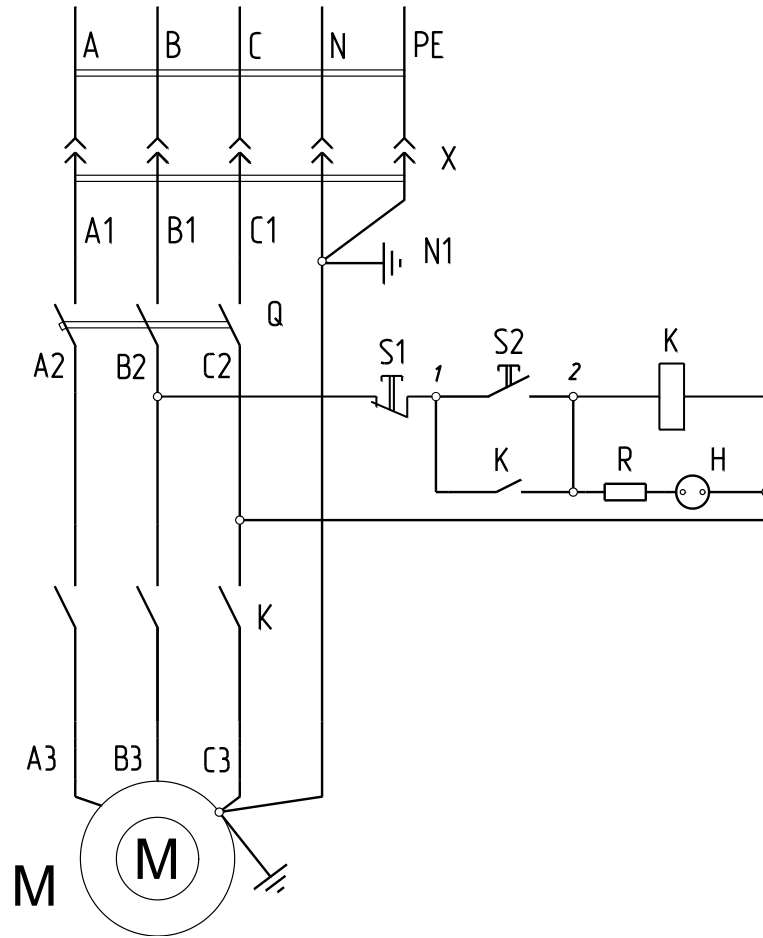 A B C N PE
X
A1 B1 C1 N1
Q
A2 B2 C2 S1 1 S2 2 K
K R H
K
A3 B3 C3
M M